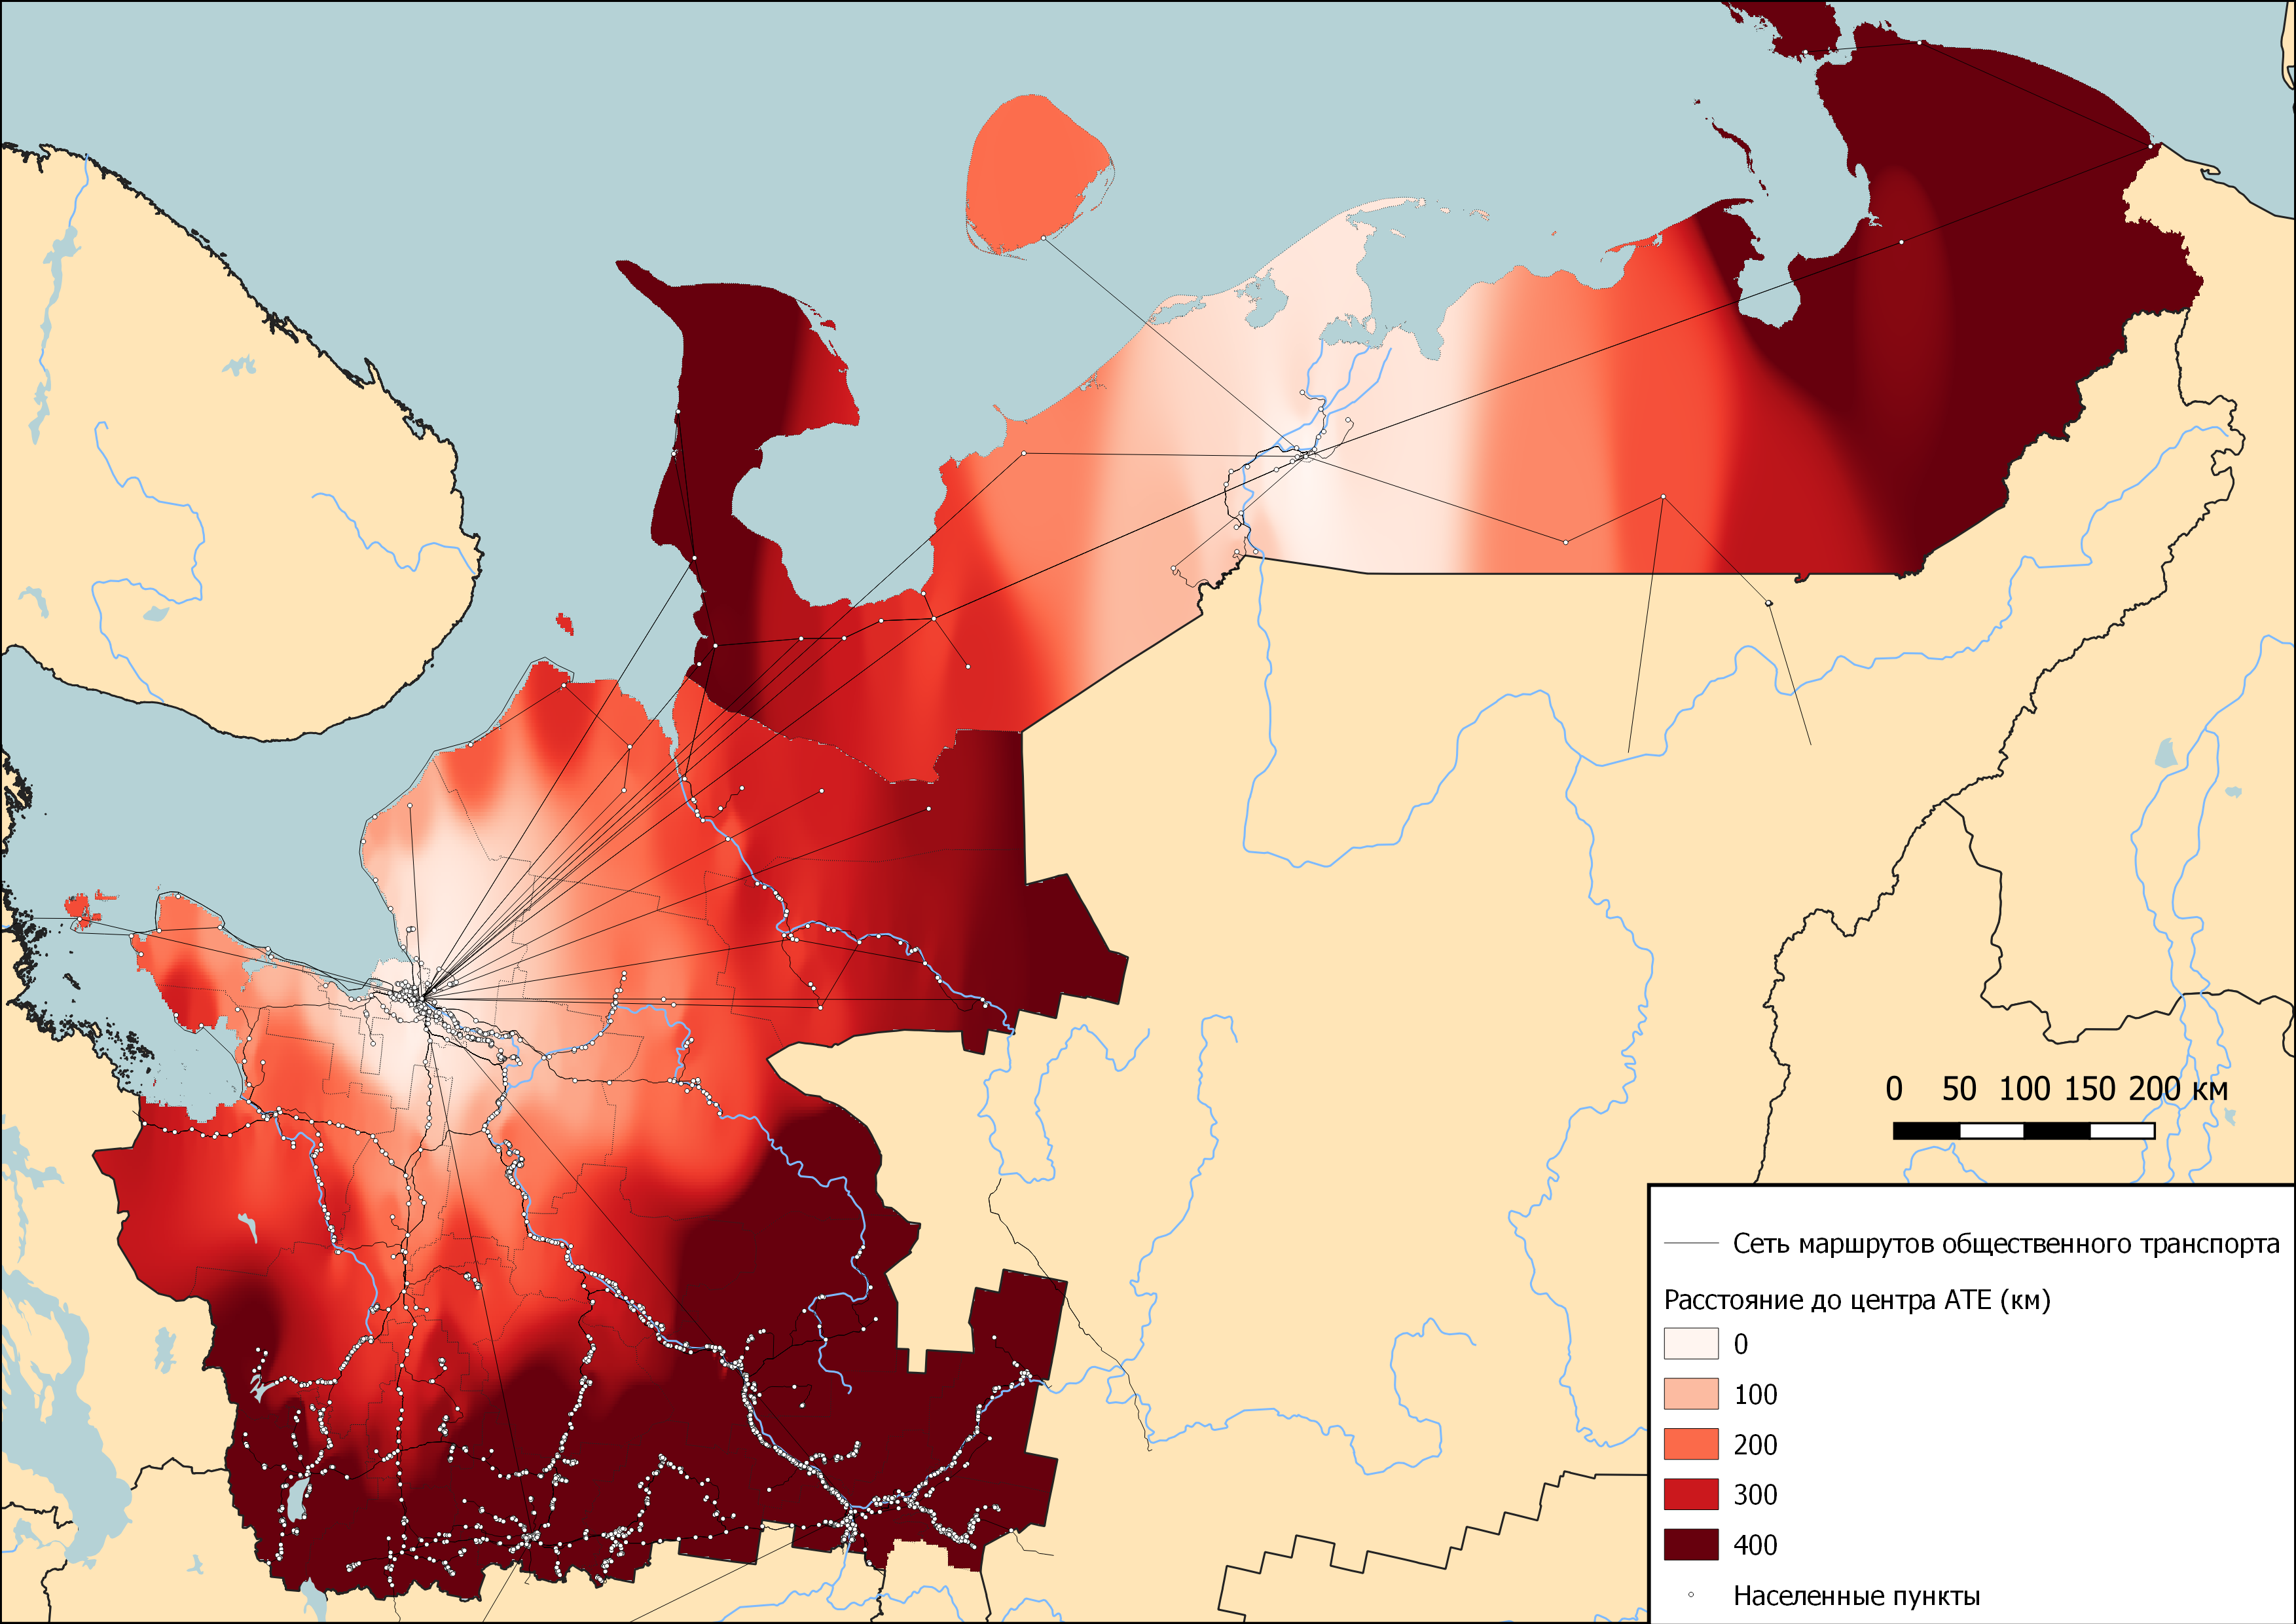 0 50 100 150 200 км
Сеть маршрутов общественного транспорта
Расстояние до центра АТЕ (км)
0
100
200
300
400
Населенные пункты